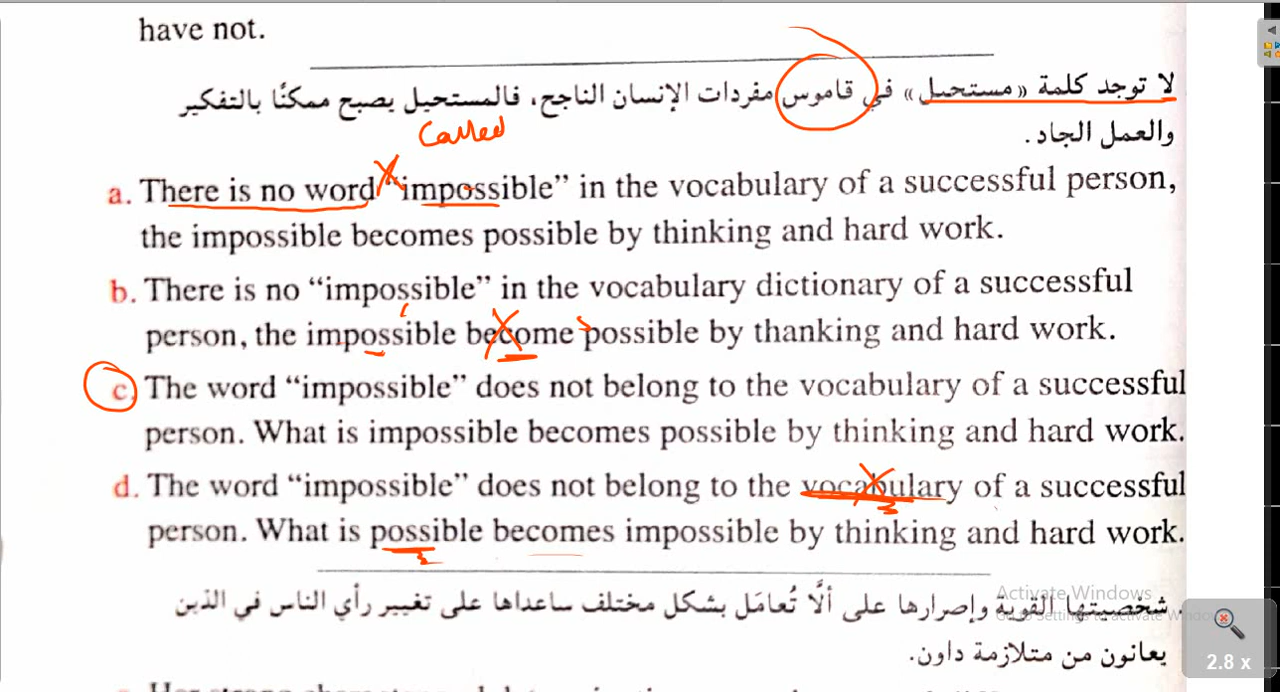 have not.
لا توجد كلمة «مستحيل» في قاموس مفردات الإنسان الناجح، فالمستحيل يصبح ممكنًا بالتفكير
والعمل الجاد.
Called
a. There is no word "impossible" in the vocabulary of a successful person,
the impossible becomes possible by thinking and hard work.
b. There is no "impossible" in the vocabulary dictionary of a successful
person, the impossible become possible by thanking and hard work.
c. The word "impossible" does not belong to the vocabulary of a successful
person. What is impossible becomes possible by thinking and hard work.
d. The word "impossible" does not belong to the vocabulary of a successful
person. What is possible becomes impossible by thinking and hard work.
شخصيتها القوية وإصرارها على ألَّا تُعامَل بشكل مختلف ساعداها على تغيير رأي الناس في الذين
يعانون من متلازمة داون.
Activate Windows
Go to Settings to activate Windows.
2.8 x